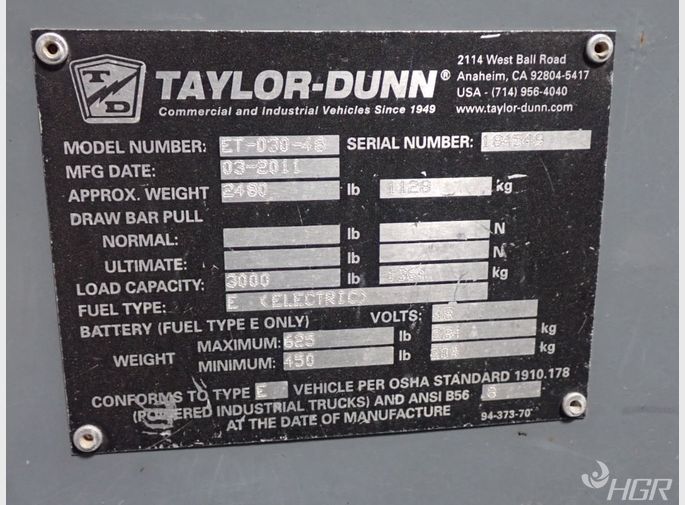 TD
TAYLOR-DUNN®
Commercial and Industrial Vehicles Since 1949
2114 West Ball Road
Anaheim, CA 92804-5417
USA - (714) 956-4040
www.taylor-dunn.com
MODEL NUMBER: ET-030-48 SERIAL NUMBER: 184549
MFG DATE: 03-2011
APPROX. WEIGHT 2480 lb 1128 kg
DRAW BAR PULL
NORMAL: lb N
ULTIMATE: lb N
LOAD CAPACITY: 3000 lb kg
FUEL TYPE: E (ELECTRIC)
BATTERY (FUEL TYPE E ONLY) VOLTS:
WEIGHT
MAXIMUM: 625 lb kg
MINIMUM: 450 lb kg
CONFORMS TO TYPE E VEHICLE PER OSHA STANDARD 1910.178
(POWERED INDUSTRIAL TRUCKS) AND ANSI B56 8
AT THE DATE OF MANUFACTURE
94-373-70
HGR